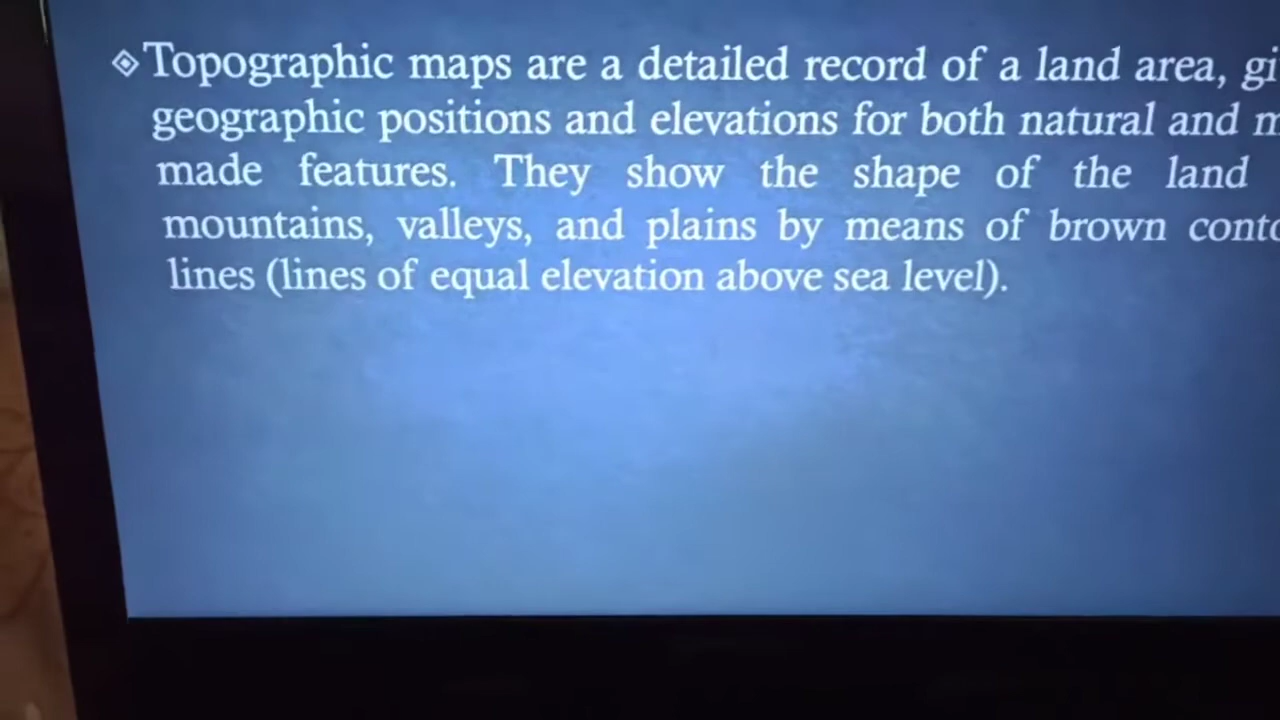 Topographic maps are a detailed record of a land area,
geographic positions and elevations for both natural and
made features. They show the shape of the land
mountains, valleys, and plains by means of brown
lines (lines of equal elevation above sea level).